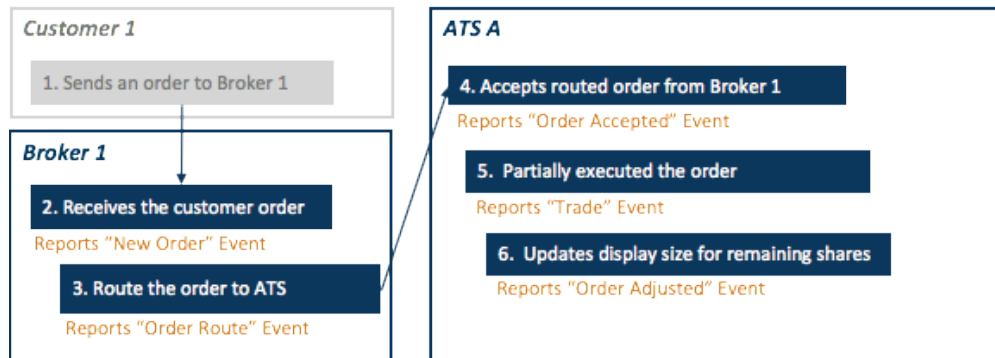 Customer 1
1. Sends an order to Broker 1
Broker 1
2. Receives the customer order
Reports “New Order” Event
3. Route the order to ATS
Reports “Order Route” Event
ATS A
4. Accepts routed order from Broker 1
Reports “Order Accepted” Event
5. Partially executed the order
Reports “Trade” Event
6. Updates display size for remaining shares
Reports “Order Adjusted” Event